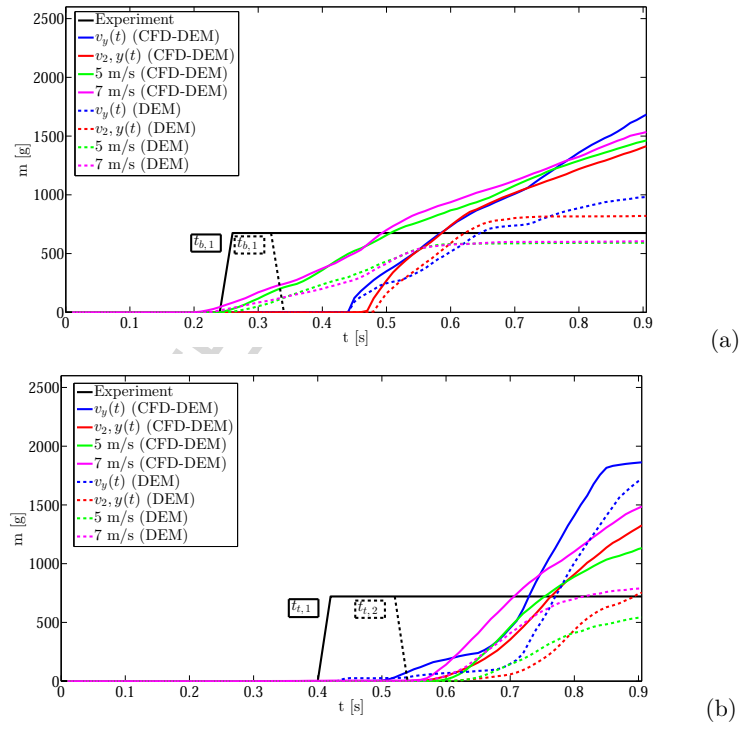 2500
2000
1500
1000
500
0
m [g]
Experiment
v_y(t) (CFD-DEM)
v_2, y(t) (CFD-DEM)
5 m/s (CFD-DEM)
7 m/s (CFD-DEM)
v_y(t) (DEM)
v_2, y(t) (DEM)
5 m/s (DEM)
7 m/s (DEM)
t_{b,1}
t_{b,1}
0 0.1 0.2 0.3 0.4 0.5 0.6 0.7 0.8 0.9
t [s]
(a)
2500
2000
1500
1000
500
0
m [g]
Experiment
v_y(t) (CFD-DEM)
v_2, y(t) (CFD-DEM)
5 m/s (CFD-DEM)
7 m/s (CFD-DEM)
v_y(t) (DEM)
v_2, y(t) (DEM)
5 m/s (DEM)
7 m/s (DEM)
t_{t,1}
t_{t,2}
0 0.1 0.2 0.3 0.4 0.5 0.6 0.7 0.8 0.9
t [s]
(b)